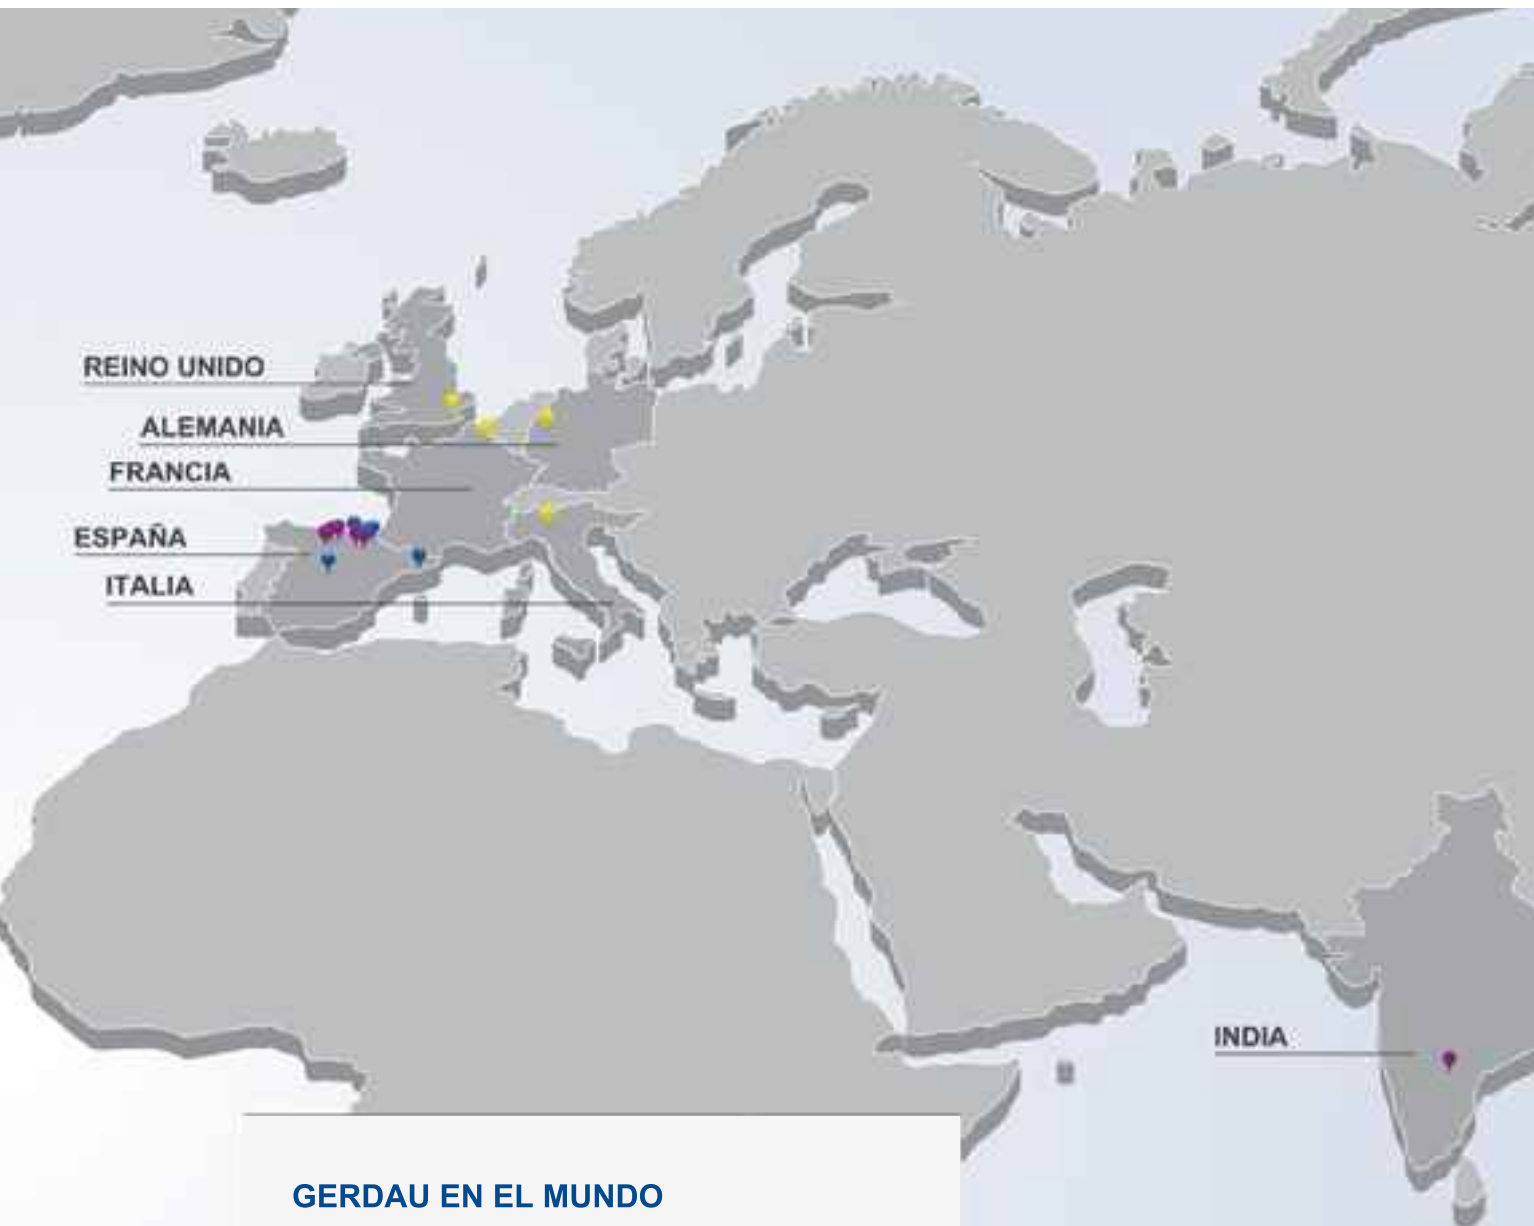 REINO UNIDO
ALEMANIA
FRANCIA
ESPAÑA
ITALIA
INDIA
GERDAU EN EL MUNDO